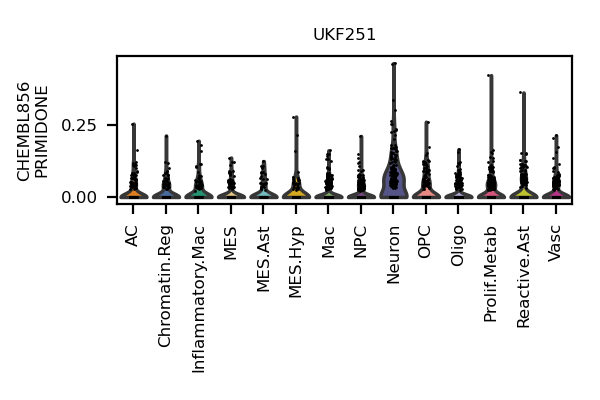 UKF251
CHEMBL856
PRIMIDONE
0.25
0.00
AC
Chromatin.Reg
Inflammatory.Mac
MES
MES.Ast
MES.Hyp
Mac
NPC
Neuron
OPC
Oligo
Prolif.Metab
Reactive.Ast
Vasc